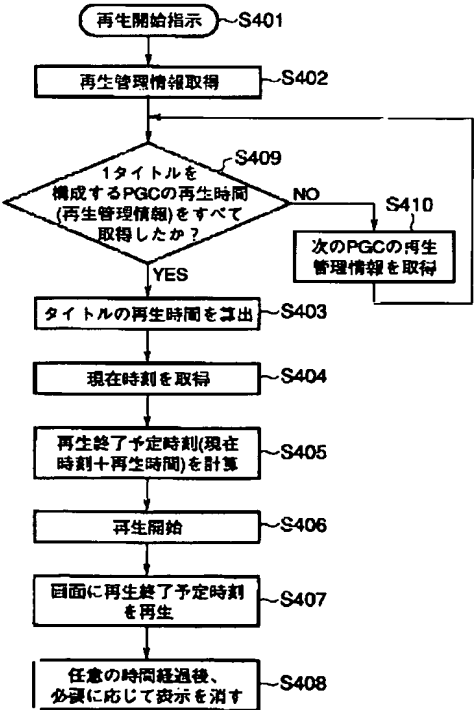 再生開始指示
S401
再生管理情報取得
S402
1タイトルを
構成するPGCの再生時間
(再生管理情報)をすべて
取得したか？
S409
NO
S410
次のPGCの再生
管理情報を取得
YES
タイトルの再生時間を算出
S403
現在時刻を取得
S404
再生終了予定時刻(現在
時刻＋再生時間)を計算
S405
再生開始
S406
画面に再生終了予定時刻
を再生
S407
任意の時間経過後、
必要に応じて表示を消す
S408